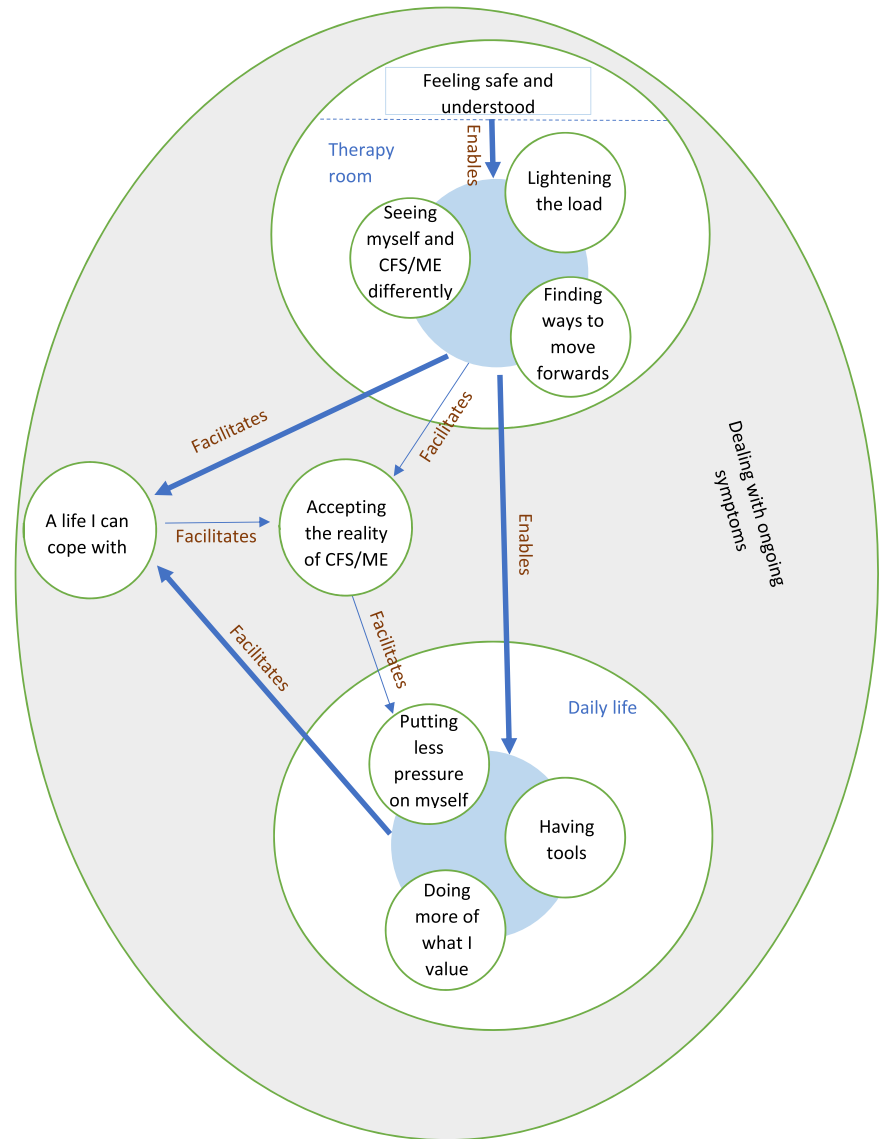 Feeling safe and
understood
Enables
Therapy
room
Lightening
the load
Seeing
myself and
CFS/ME
differently
Finding
ways to
move
forwards
Facilitates
Facilitates
Dealing with ongoing
symptoms
A life I can
cope with
Facilitates
Accepting
the reality
of CFS/ME
Enables
Facilitates
Facilitates
Daily life
Putting
less
pressure
on myself
Having
tools
Doing
more of
what I
value